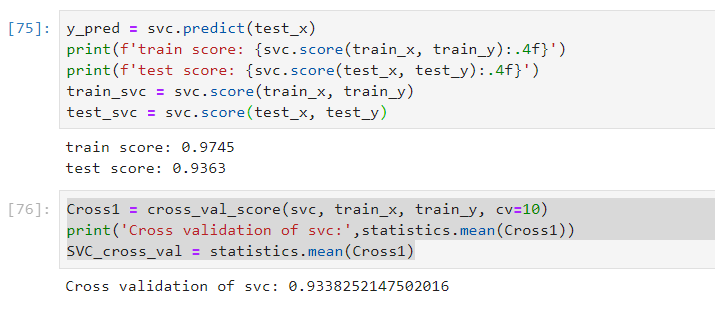 [75]: y_pred = svc.predict(test_x)
print(f'train score: {svc.score(train_x, train_y):.4f}')
print(f'test score: {svc.score(test_x, test_y):.4f}')
train_svc = svc.score(train_x, train_y)
test_svc = svc.score(test_x, test_y)
train score: 0.9745
test score: 0.9363
[76]: Cross1 = cross_val_score(svc, train_x, train_y, cv=10)
print('Cross validation of svc:',statistics.mean(Cross1))
SVC_cross_val = statistics.mean(Cross1)
Cross validation of svc: 0.9338252147502016